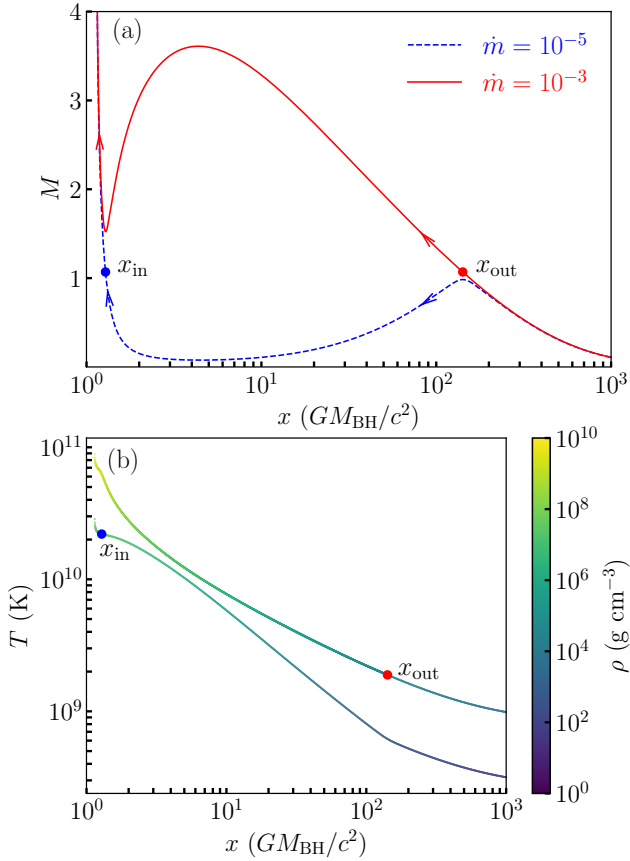 (a)
ṁ = 10⁻⁵
ṁ = 10⁻³
4
3
2
1
M
x_in
x_out
10⁰ 10¹ 10² 10³
x (GM_BH/c²)
(b)
10¹¹
10¹⁰
10⁹
T (K)
x_in
x_out
10⁰ 10¹ 10² 10³
x (GM_BH/c²)
10¹⁰
10⁸
10⁶
10⁴
10²
10⁰
ρ (g cm⁻³)